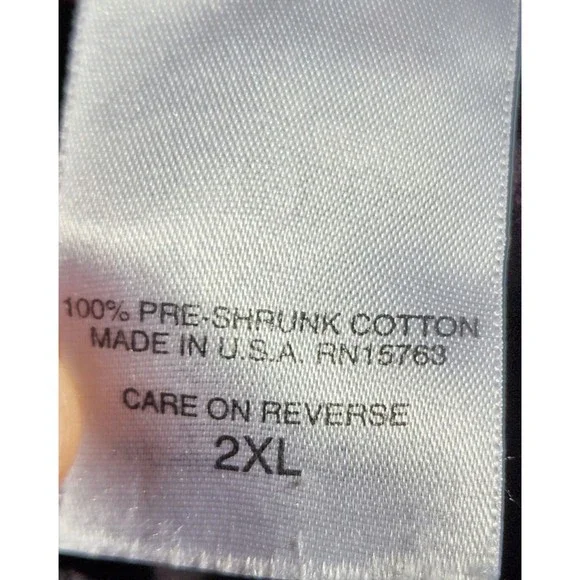 100% PRE-SHRUNK COTTON
MADE IN U.S.A. RN15763
CARE ON REVERSE
2XL